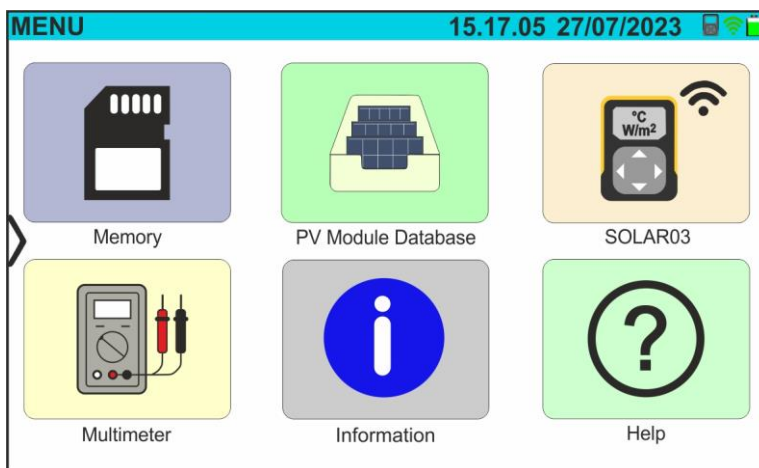 MENU 15.17.05 27/07/2023
°C
W/m²
Memory PV Module Database SOLAR03
i ?
Multimeter Information Help